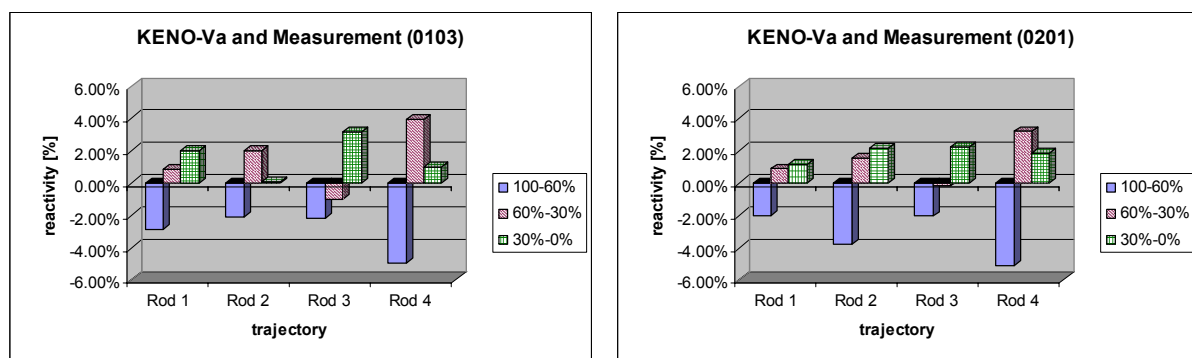 KENO-Va and Measurement (0103)
6.00%
4.00%
2.00%
0.00%
-2.00%
-4.00%
-6.00%
reactivity [%]
Rod 1 Rod 2 Rod 3 Rod 4
trajectory
100-60%
60%-30%
30%-0%
KENO-Va and Measurement (0201)
6.00%
4.00%
2.00%
0.00%
-2.00%
-4.00%
-6.00%
reactivity [%]
Rod 1 Rod 2 Rod 3 Rod 4
trajectory
100-60%
60%-30%
30%-0%